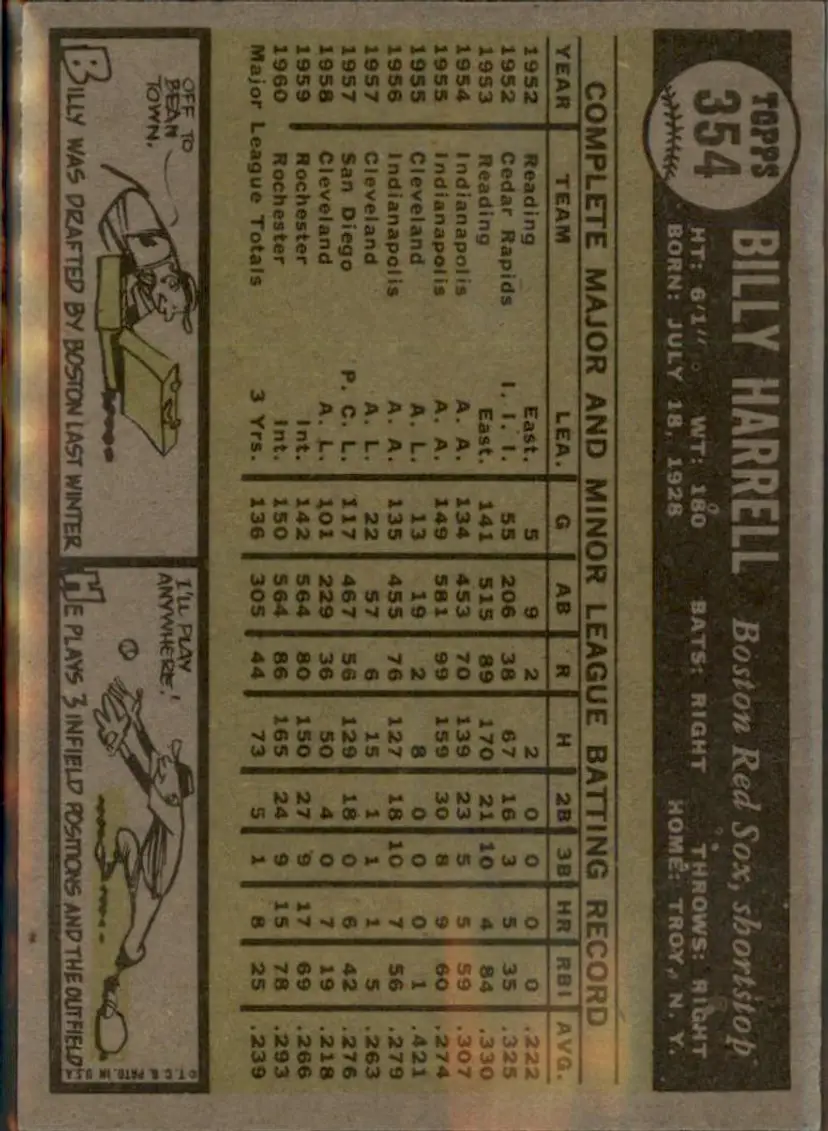 TOPPS
354
BILLY HARRELL Boston Red Sox, shortstop
HT: 6/1" WT: 180 BATS: RIGHT THROWS: RIGHT
BORN: JULY 18, 1928 HOME: TROY, N. Y.
COMPLETE MAJOR AND MINOR LEAGUE BATTING RECORD
YEAR TEAM LEA. G AB R H 2B 3B HR RBI AVG.
1952 Reading East. 5 9 2 2 0 0 0 0 .222
1952 Cedar Rapids I. I. I. 55 206 38 67 16 3 5 35 .325
1953 Reading East. 141 515 89 170 21 10 4 84 .330
1954 Indianapolis A. A. 134 453 70 139 23 5 5 59 .307
1955 Indianapolis A. A. 149 581 99 159 30 8 9 60 .274
1955 Cleveland A. L. 13 19 2 8 0 0 0 1 .421
1956 Indianapolis A. A. 135 455 76 127 18 10 7 56 .279
1957 Cleveland A. L. 22 57 6 15 1 1 1 5 .263
1957 San Diego P. C. L. 117 467 56 129 18 0 6 42 .276
1958 Cleveland A. L. 101 229 36 50 4 0 7 19 .218
1959 Rochester Int. 142 564 80 150 27 9 17 69 .266
1960 Rochester Int. 150 564 86 165 24 9 15 78 .293
Major League Totals 3 Yrs. 136 305 44 73 5 1 8 25 .239
OFF TO
BEAN
TOWN.
BILLY WAS DRAFTED BY BOSTON LAST WINTER
I'LL PLAY
ANYWHERE!
HE PLAYS 3 INFIELD POSITIONS AND THE OUTFIELD
© T.C.G. PRTD. IN U.S.A.